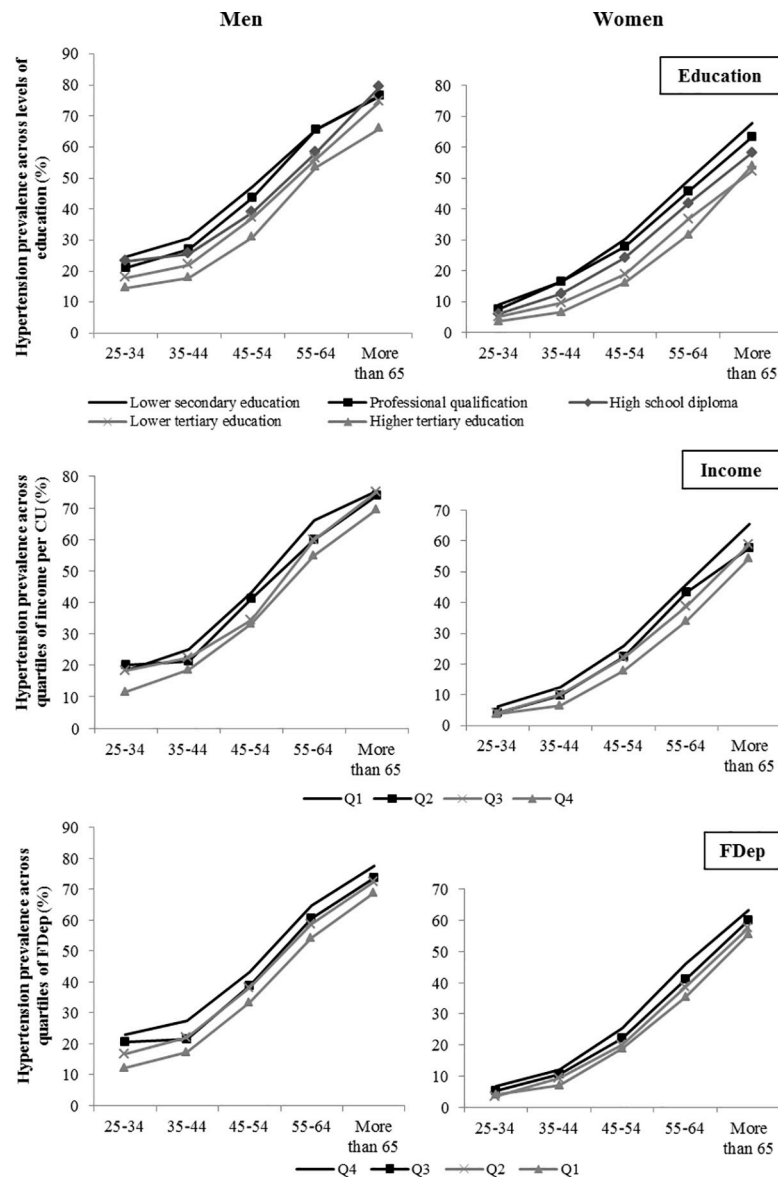 Men
Women
Education
Hypertension prevalence across levels of
education (%)
90
80
70
60
50
40
30
20
10
0
25-34 35-44 45-54 55-64 More
than 65
80
70
60
50
40
30
20
10
0
25-34 35-44 45-54 55-64 More
than 65
Lower secondary education Professional qualification High school diploma
Lower tertiary education Higher tertiary education
Income
Hypertension prevalence across
quartiles of income per CU (%)
80
70
60
50
40
30
20
10
0
25-34 35-44 45-54 55-64 More
than 65
70
60
50
40
30
20
10
0
25-34 35-44 45-54 55-64 More
than 65
Q1 Q2 Q3 Q4
FDep
Hypertension prevalence across
quartiles of FDep (%)
90
80
70
60
50
40
30
20
10
0
25-34 35-44 45-54 55-64 More
than 65
80
70
60
50
40
30
20
10
0
25-34 35-44 45-54 55-64 More
than 65
Q4 Q3 Q2 Q1